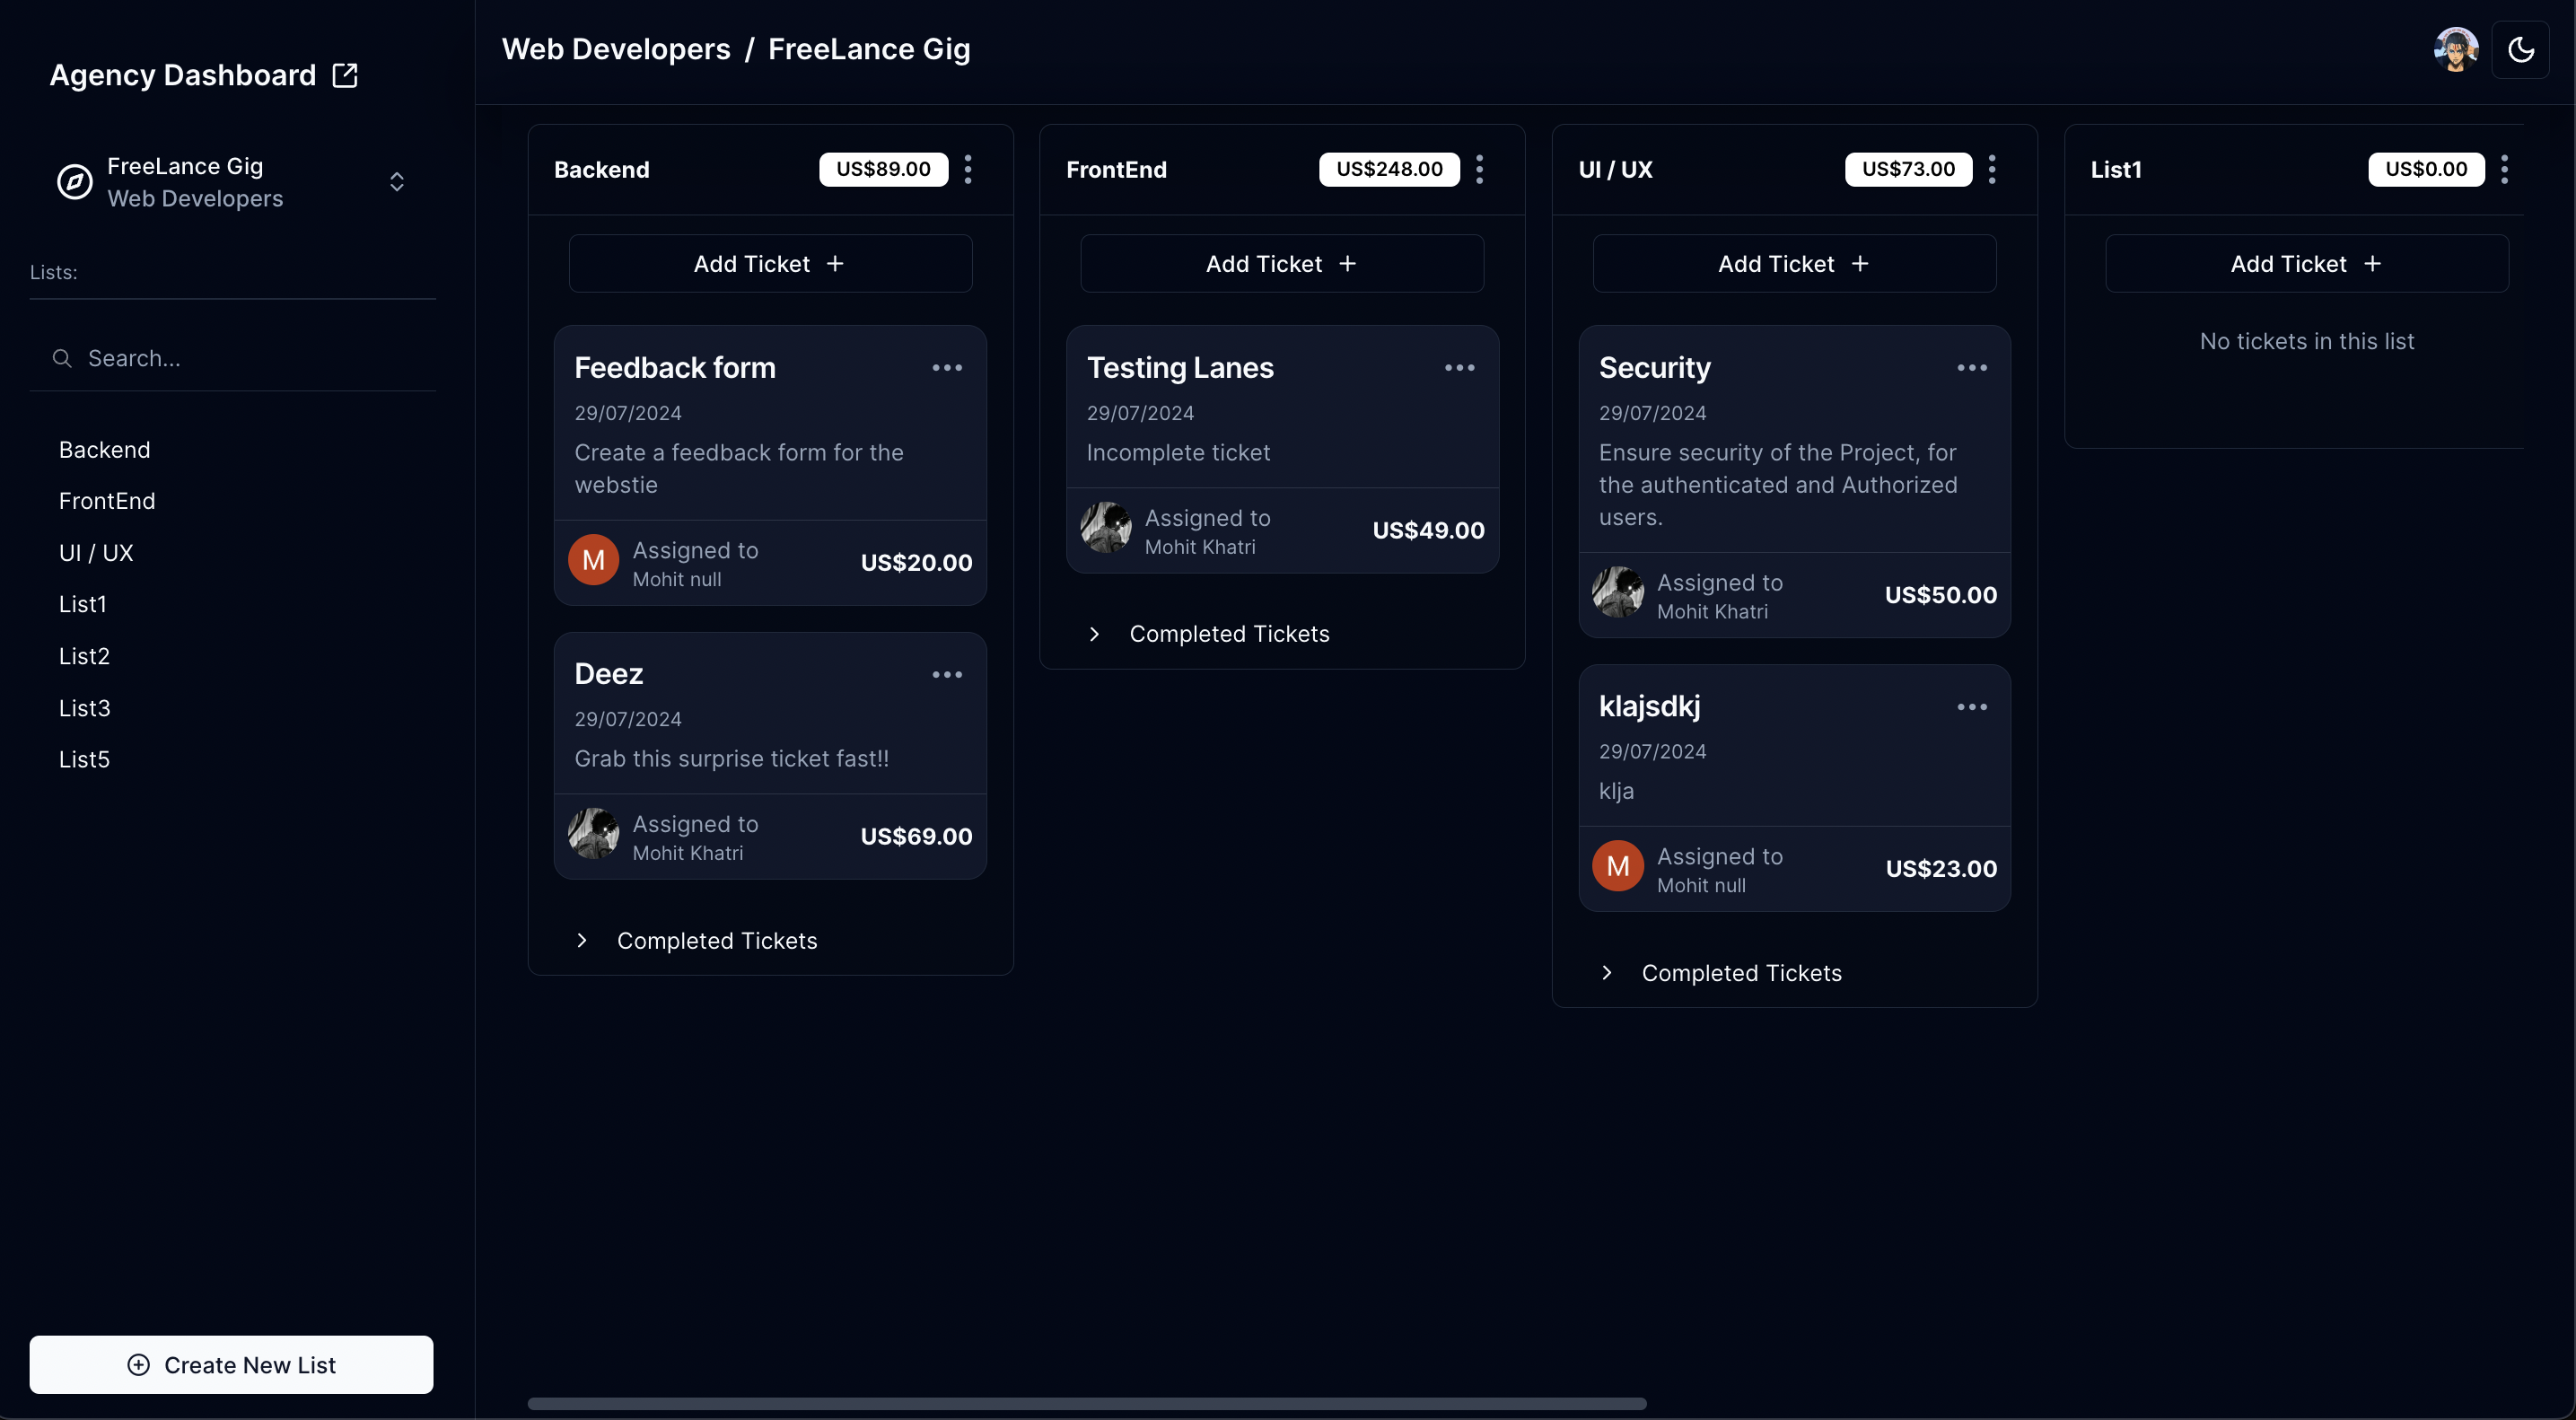 Agency Dashboard
FreeLance Gig
Web Developers
Lists:
Search...
Backend
FrontEnd
UI / UX
List1
List2
List3
List5
Create New List
Web Developers / FreeLance Gig
Backend
US$89.00
Add Ticket
Feedback form
29/07/2024
Create a feedback form for the
webstie
M
Assigned to
Mohit null
US$20.00
Deez
29/07/2024
Grab this surprise ticket fast!!
Assigned to
Mohit Khatri
US$69.00
Completed Tickets
FrontEnd
US$248.00
Add Ticket
Testing Lanes
29/07/2024
Incomplete ticket
Assigned to
Mohit Khatri
US$49.00
Completed Tickets
UI / UX
US$73.00
Add Ticket
Security
29/07/2024
Ensure security of the Project, for
the authenticated and Authorized
users.
Assigned to
Mohit Khatri
US$50.00
klajsdkj
29/07/2024
klja
M
Assigned to
Mohit null
US$23.00
Completed Tickets
List1
US$0.00
Add Ticket
No tickets in this list